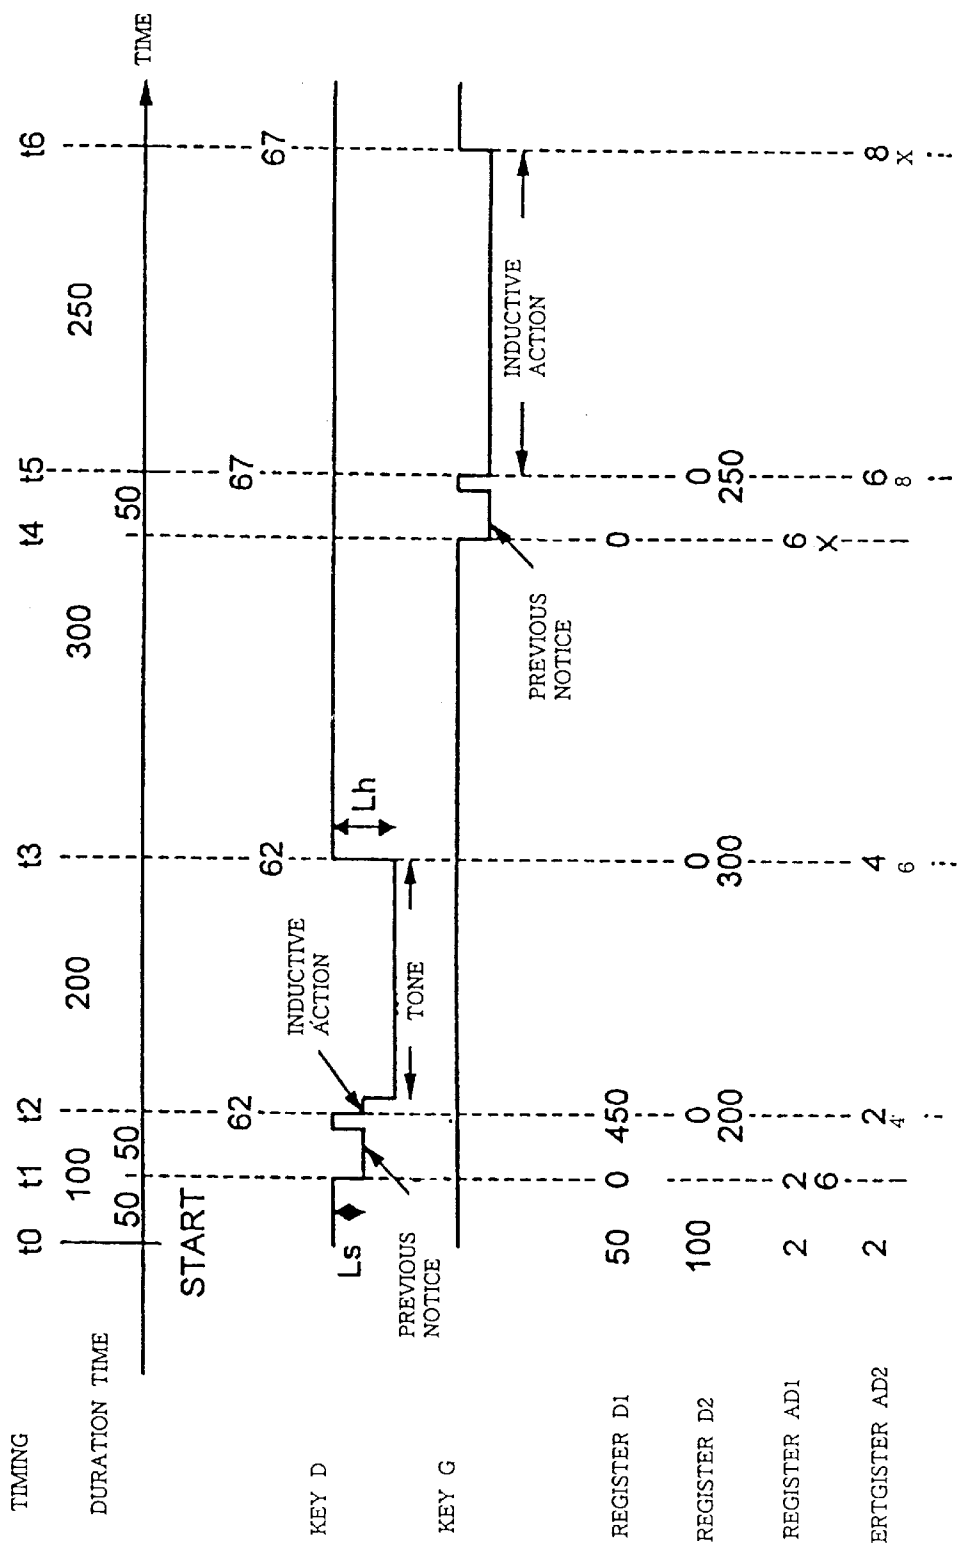 TIMING t0 t1 t2 t3 t4 t5 t6
DURATION TIME 100 200 300 250
50 50 50
TIME
START
62 62 67 67
KEY D
Ls
Lh
PREVIOUS
NOTICE
INDUCTIVE
ACTION
TONE
KEY G
PREVIOUS
NOTICE
INDUCTIVE
ACTION
REGISTER D1 50 0 450 0
REGISTER D2 100 0 0 0
200 300 250
REGISTER AD1 2 2 6
6 X
ERTGISTER AD2 2 2 4 6 8
4 6 8 X